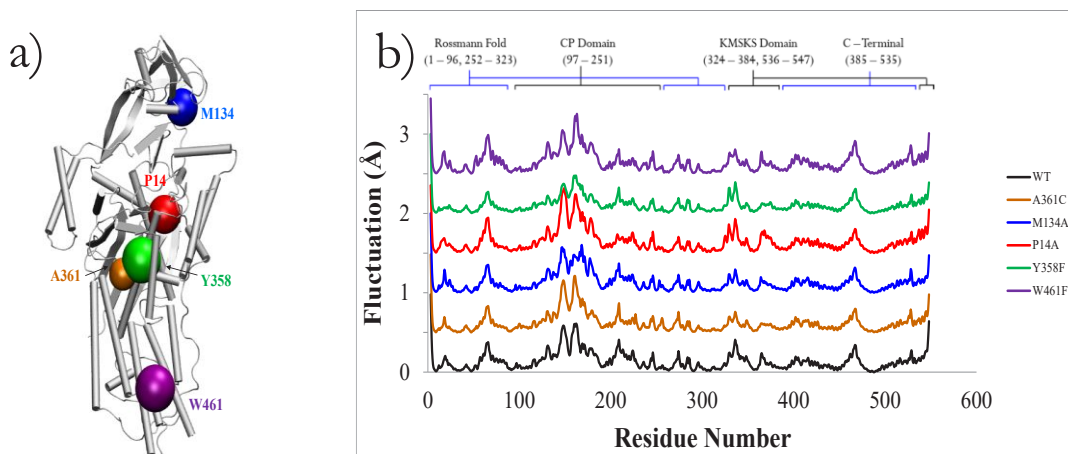 a)
M134
P14
A361
Y358
W461
b)
Rossmann Fold
(1 – 96, 252 – 323)
CP Domain
(97 – 251)
KMSKS Domain
(324 – 384, 536 – 547)
C – Terminal
(385 – 535)
Fluctuation (Å)
3
2
1
0
0 100 200 300 400 500 600
Residue Number
WT
A361C
M134A
P14A
Y358F
W461F